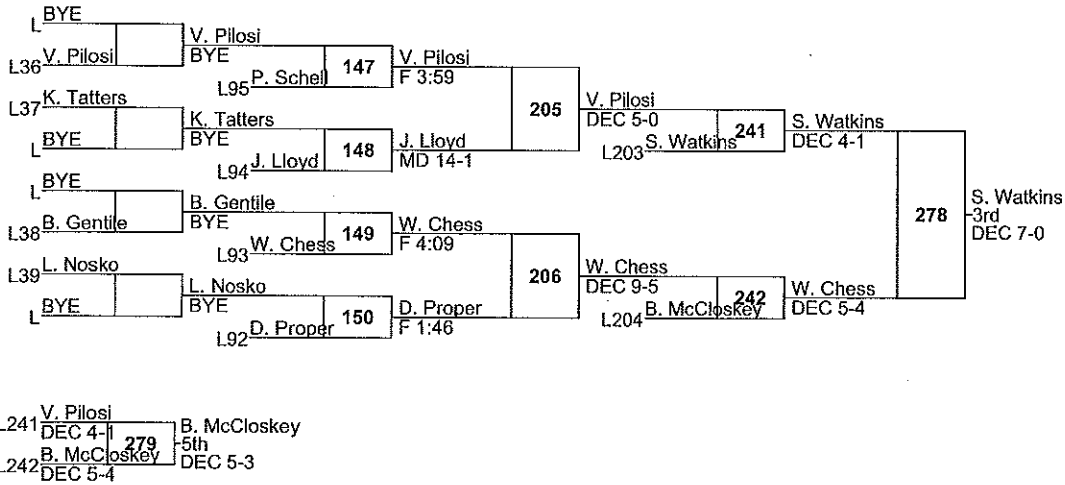 L BYE
L36 V. Pilosi
V. Pilosi
BYE
L95 P. Schell
147
V. Pilosi
F 3:59
L37 K. Tatters
L BYE
K. Tatters
BYE
L94 J. Lloyd
148
J. Lloyd
MD 14-1
205
V. Pilosi
DEC 5-0
L203 S. Watkins
241
S. Watkins
DEC 4-1
L BYE
L38 B. Gentile
B. Gentile
BYE
L93 W. Chess
149
W. Chess
F 4:09
L39 L. Nosko
L BYE
L. Nosko
BYE
L92 D. Proper
150
D. Proper
F 1:46
206
W. Chess
DEC 9-5
L204 B. McCloskey
242
W. Chess
DEC 5-4
278
S. Watkins
3rd
DEC 7-0
L241 V. Pilosi
DEC 4-1
L242 B. McCloskey
DEC 5-4
279
B. McCloskey
5th
DEC 5-3